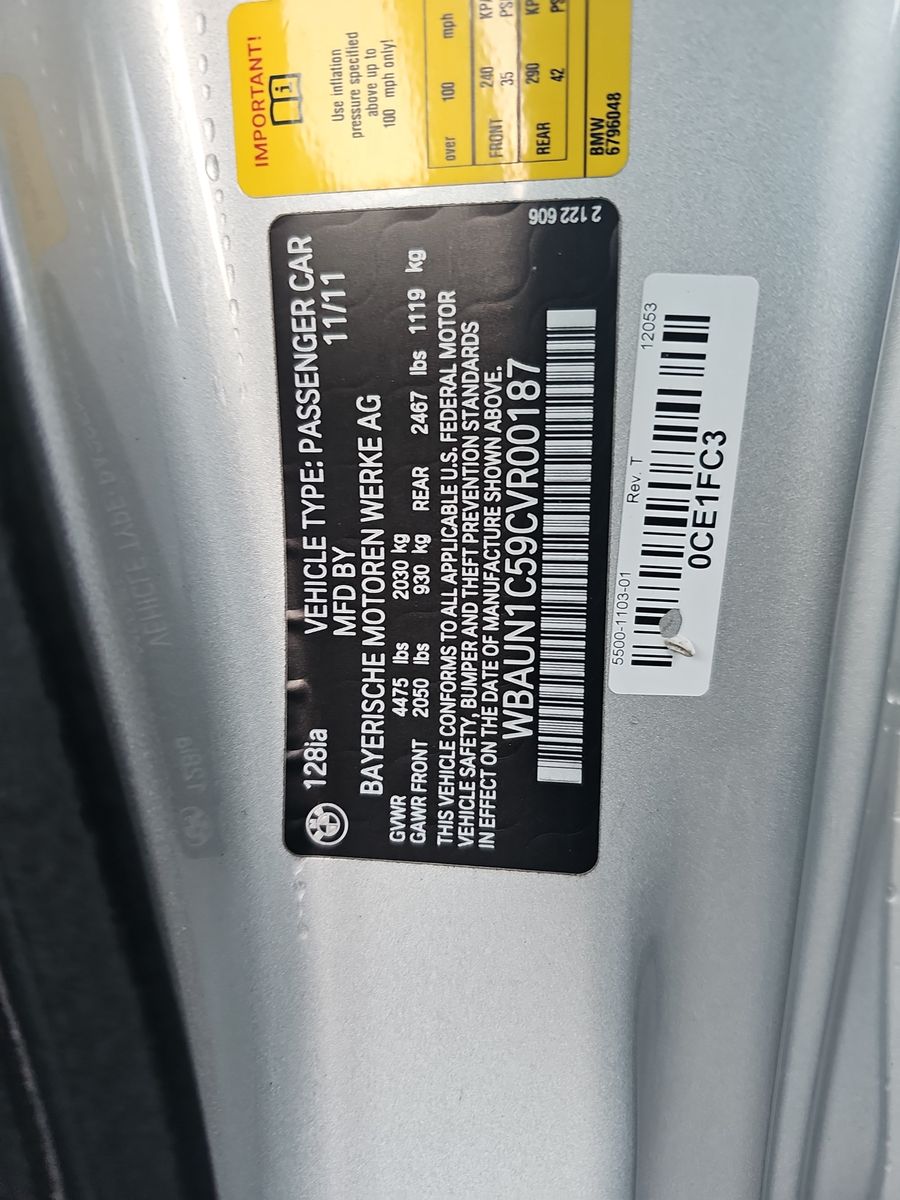 IMPORTANT!
Use inflation
pressure specified
above up to
100 mph only!
over 100 mph
FRONT 240 KP
35 PSI
REAR 290 KP
42 PS
BMW
6796048
2 122 606
128ia VEHICLE TYPE: PASSENGER CAR
MFD BY 11/11
BAYERISCHE MOTOREN WERKE AG
GVWR 4475 lbs 2030 kg
GAWR FRONT 2050 lbs 930 kg REAR 2467 lbs 1119 kg
THIS VEHICLE CONFORMS TO ALL APPLICABLE U.S. FEDERAL MOTOR
VEHICLE SAFETY, BUMPER AND THEFT PREVENTION STANDARDS
IN EFFECT ON THE DATE OF MANUFACTURE SHOWN ABOVE.
WBAUN1C59CVR00187
5500-1103-01 Rev. T 12053
0CE1FC3